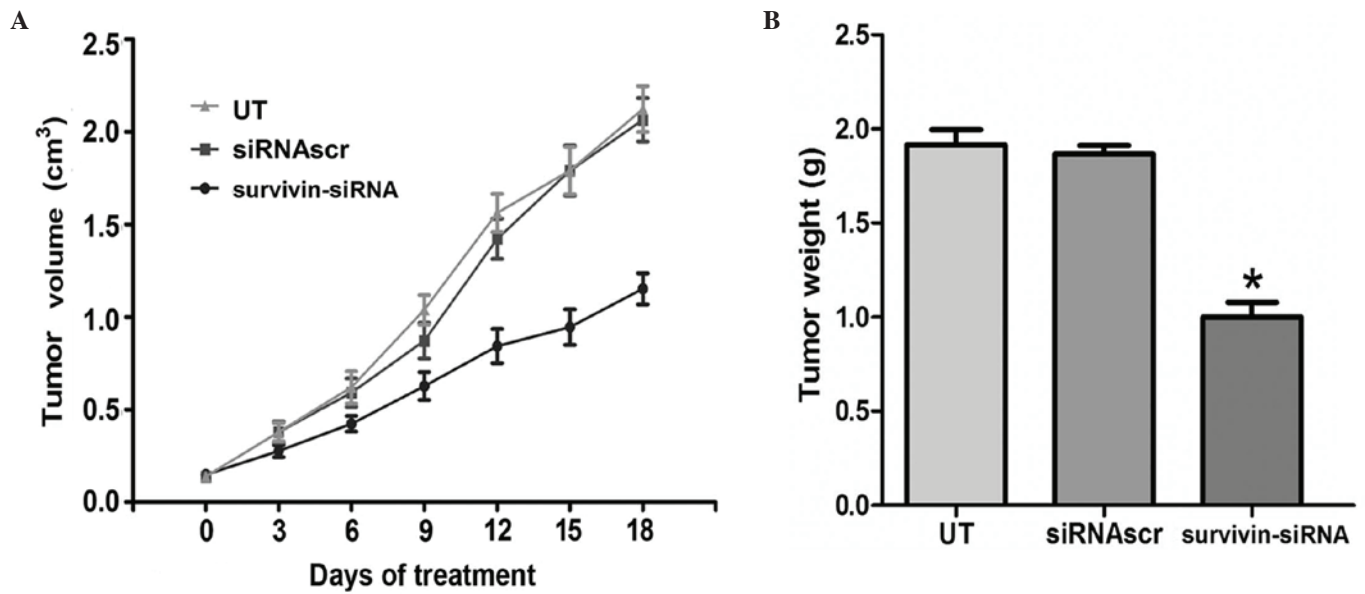 A
2.5
2.0
1.5
1.0
0.5
0.0
Tumor volume (cm³)
UT
siRNAscr
survivin-siRNA
0 3 6 9 12 15 18
Days of treatment
B
2.5
2.0
1.5
1.0
0.5
0.0
Tumor weight (g)
*
UT siRNAscr survivin-siRNA